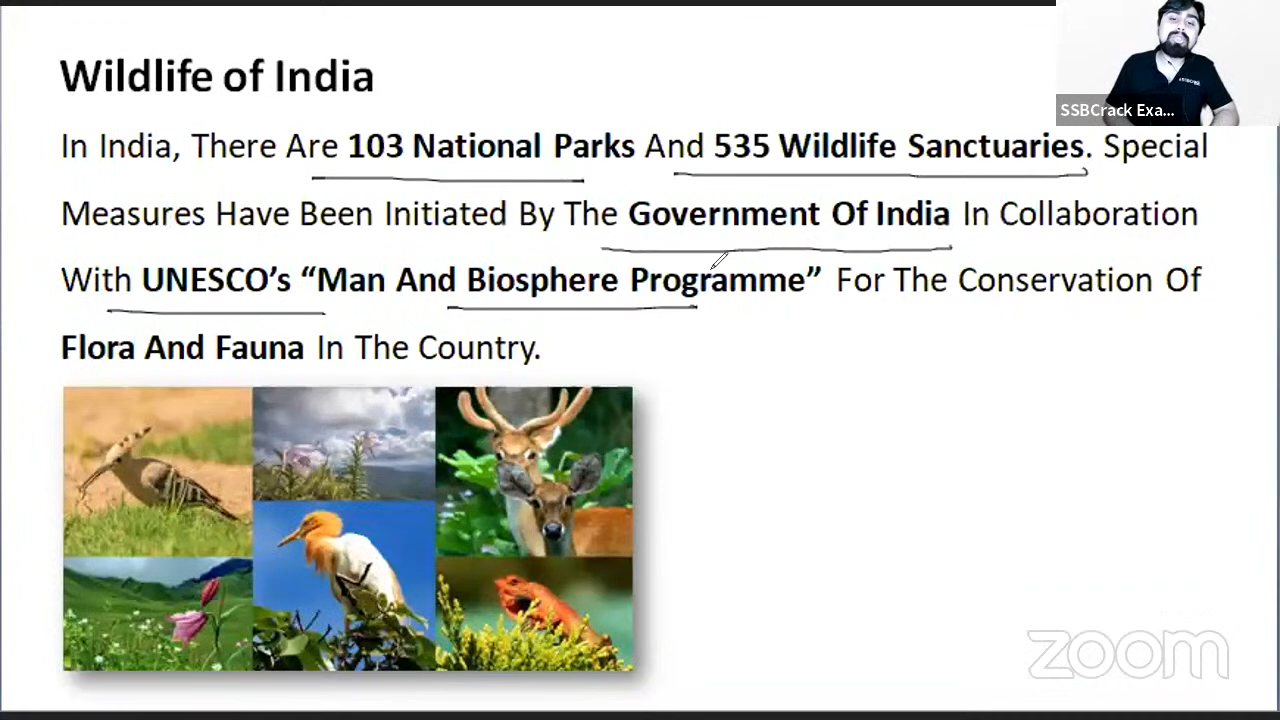 Wildlife of India
SSBCrack Exa...
In India, There Are 103 National Parks And 535 Wildlife Sanctuaries. Special
Measures Have Been Initiated By The Government Of India In Collaboration
With UNESCO's “Man And Biosphere Programme” For The Conservation Of
Flora And Fauna In The Country.
zoom